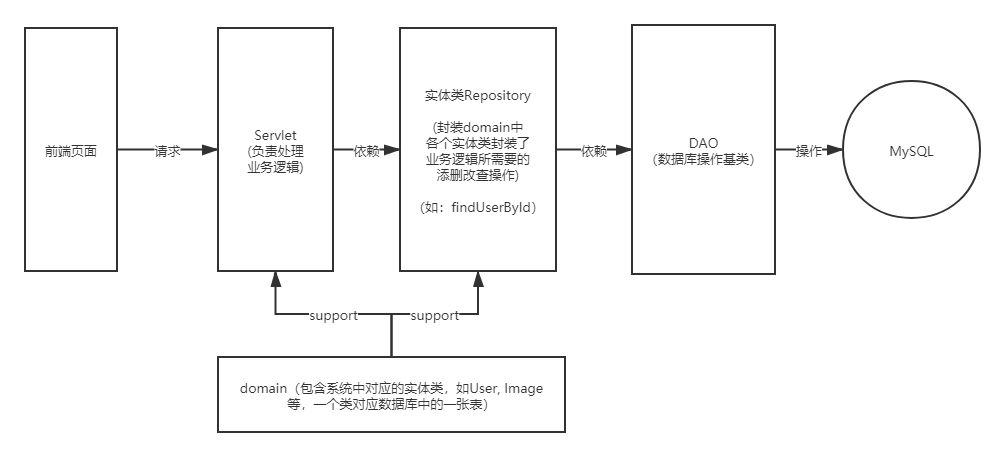 前端页面
请求
Servlet
(负责处理
业务逻辑)
依赖
实体类Repository
(封装domain中
各个实体类封装了
业务逻辑所需要的
添删改查操作)
（如：findUserById）
依赖
DAO
（数据库操作基类）
操作
MySQL
support
support
domain（包含系统中对应的实体类，如User, Image
等，一个类对应数据库中的一张表）